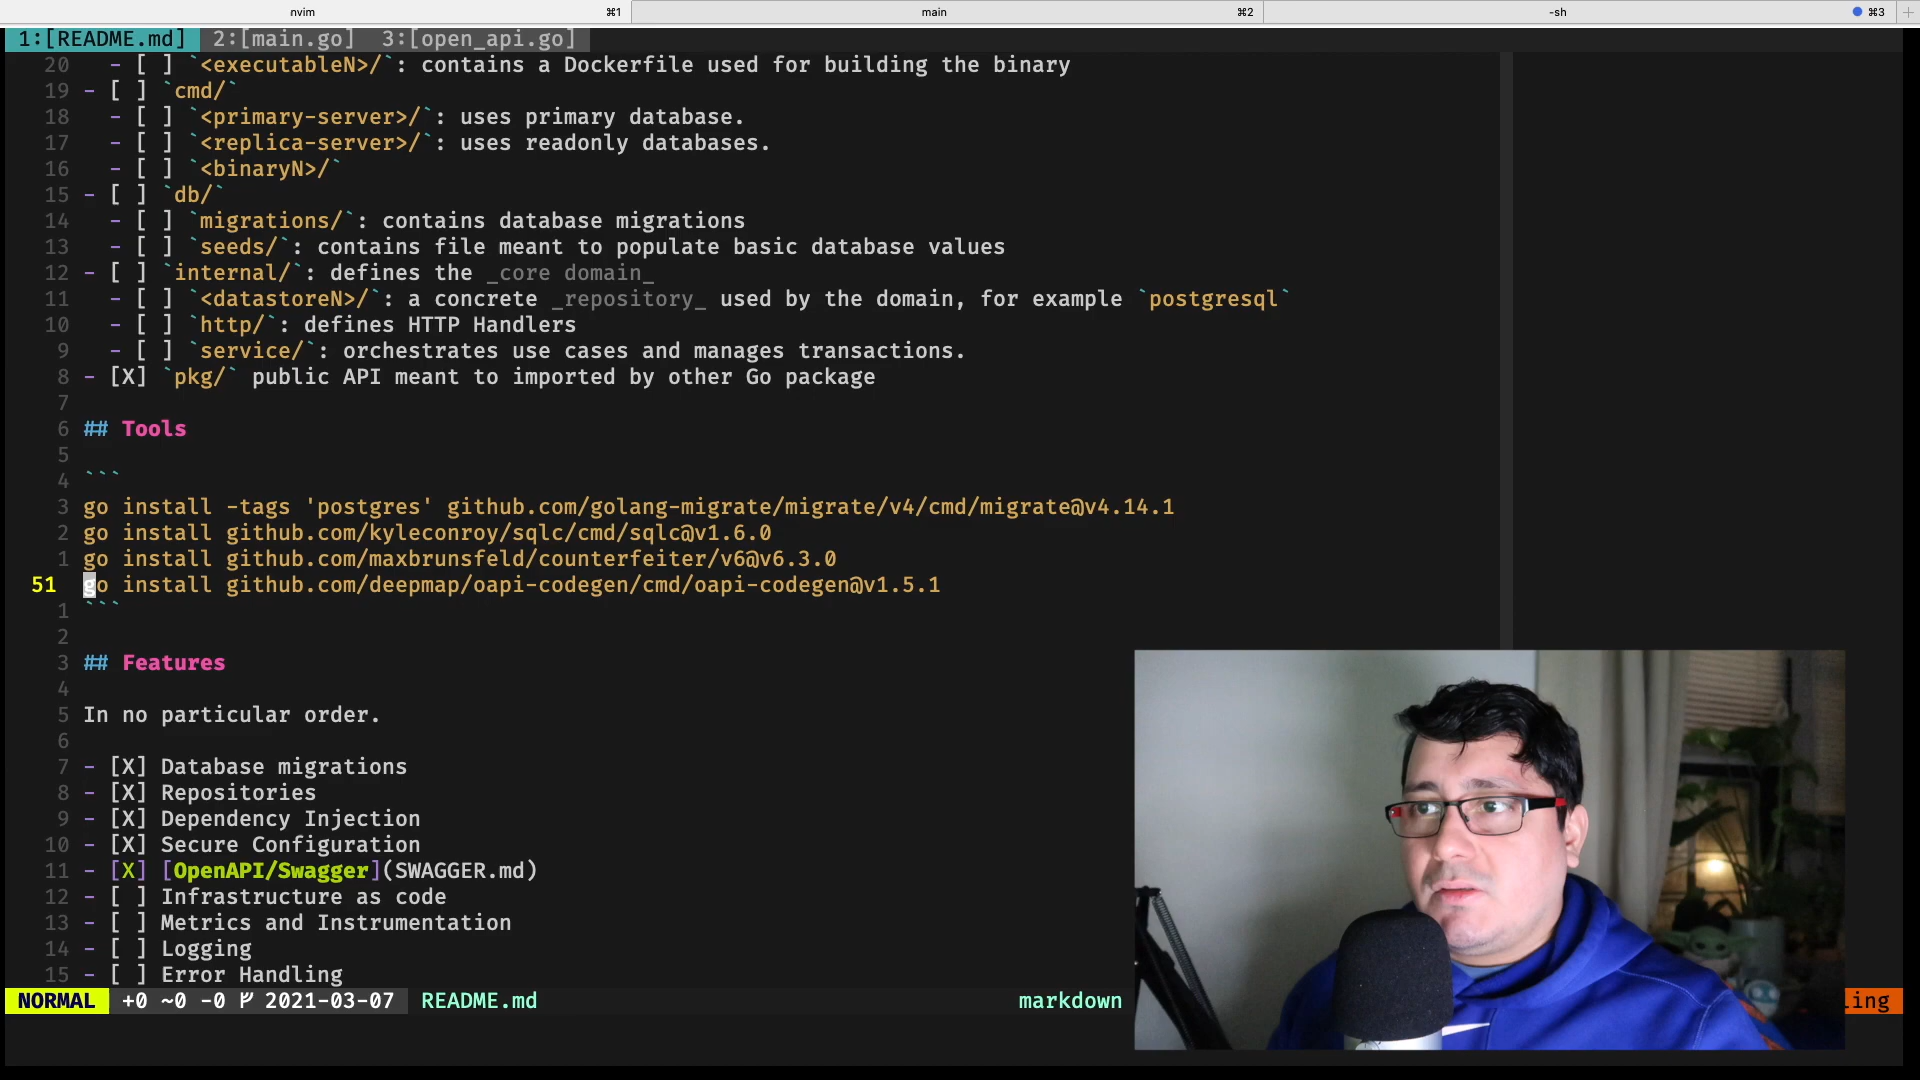 nvim ⌘1 main ⌘2 -sh ⌘3
1:[README.md] 2:[main.go] 3:[open_api.go]
20 - [ ] `<executableN>/`: contains a Dockerfile used for building the binary
19 - [ ] `cmd/`
18 - [ ] `<primary-server>/`: uses primary database.
17 - [ ] `<replica-server>/`: uses readonly databases.
16 - [ ] `<binaryN>/`
15 - [ ] `db/`
14 - [ ] `migrations/`: contains database migrations
13 - [ ] `seeds/`: contains file meant to populate basic database values
12 - [ ] `internal/`: defines the _core domain_
11 - [ ] `<datastoreN>/`: a concrete _repository_ used by the domain, for example `postgresql`
10 - [ ] `http/`: defines HTTP Handlers
9 - [ ] `service/`: orchestrates use cases and manages transactions.
8 - [X] `pkg/` public API meant to imported by other Go package
7
6 ## Tools
5
4 ```
3 go install -tags 'postgres' github.com/golang-migrate/migrate/v4/cmd/migrate@v4.14.1
2 go install github.com/kyleconroy/sqlc/cmd/sqlc@v1.6.0
1 go install github.com/maxbrunsfeld/counterfeiter/v6@v6.3.0
51 go install github.com/deepmap/oapi-codegen/cmd/oapi-codegen@v1.5.1
1 ```
2
3 ## Features
4
5 In no particular order.
6
7 - [X] Database migrations
8 - [X] Repositories
9 - [X] Dependency Injection
10 - [X] Secure Configuration
11 - [X] [OpenAPI/Swagger](SWAGGER.md)
12 - [ ] Infrastructure as code
13 - [ ] Metrics and Instrumentation
14 - [ ] Logging
15 - [ ] Error Handling
NORMAL +0 ~0 -0 2021-03-07 README.md markdown ling